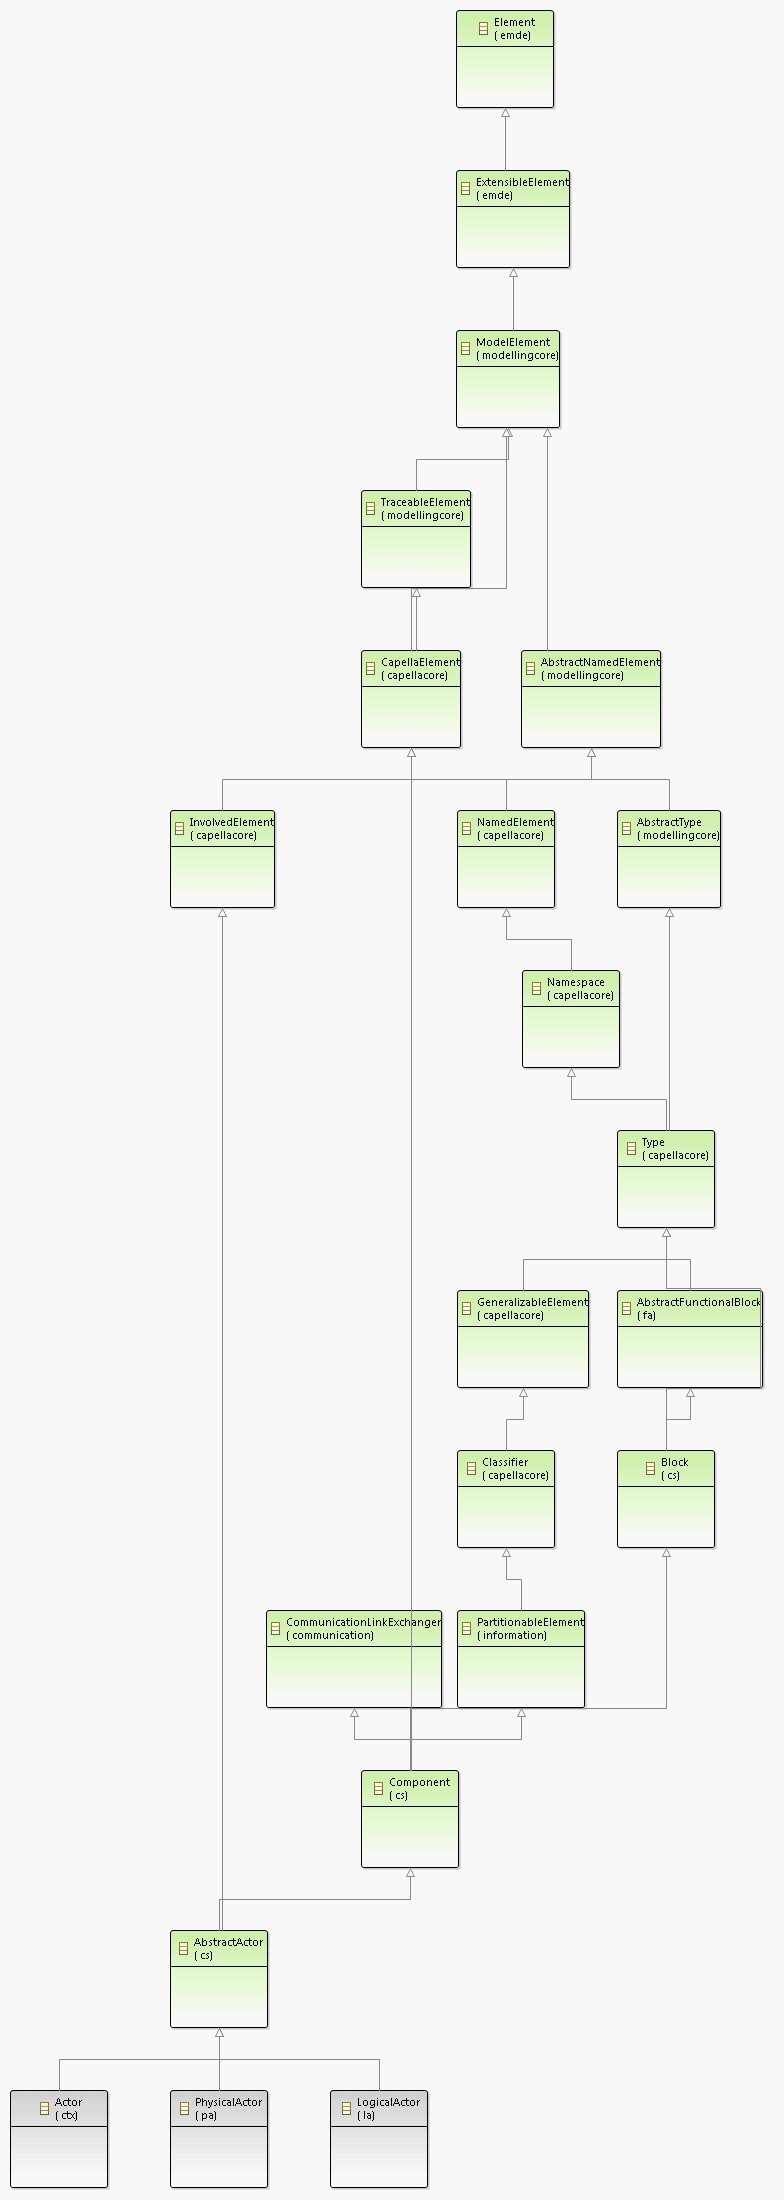 Element
( emde)
ExtensibleElement
( emde)
ModelElement
( modellingcore)
TraceableElement
( modellingcore)
CapellaElement
( capellacore)
AbstractNamedElement
( modellingcore)
InvolvedElement
( capellacore)
NamedElement
( capellacore)
AbstractType
( modellingcore)
Namespace
( capellacore)
Type
( capellacore)
GeneralizableElement
( capellacore)
AbstractFunctionalBlock
( fa)
Classifier
( capellacore)
Block
( cs)
CommunicationLinkExchanger
( communication)
PartitionableElement
( information)
Component
( cs)
AbstractActor
( cs)
Actor
( ctx)
PhysicalActor
( pa)
LogicalActor
( la)